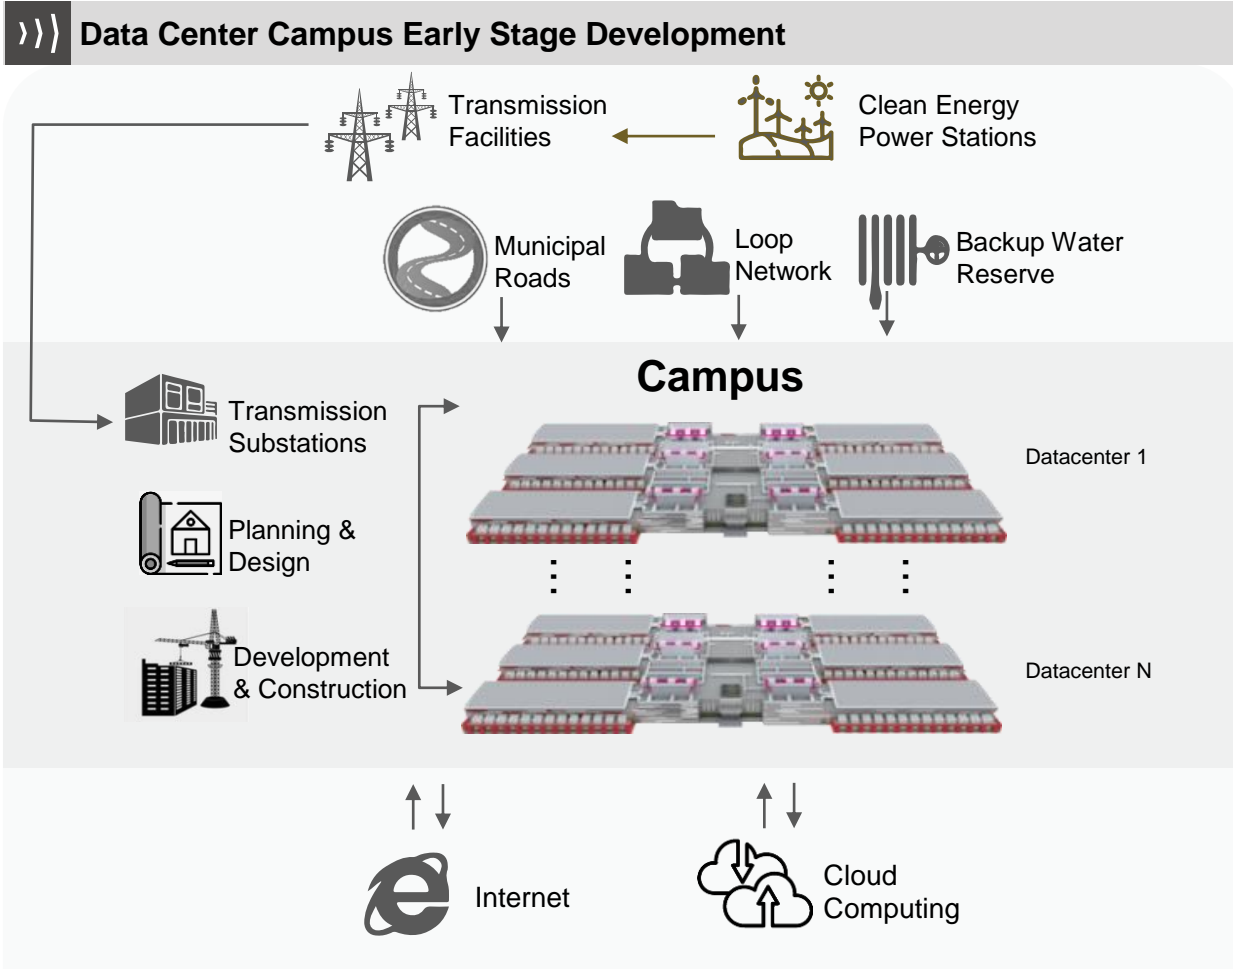 Data Center Campus Early Stage Development
Transmission
Facilities
Clean Energy
Power Stations
Municipal
Roads
Loop
Network
Backup Water
Reserve
Campus
Transmission
Substations
Datacenter 1
Planning &
Design
Development
& Construction
Datacenter N
Internet
Cloud
Computing